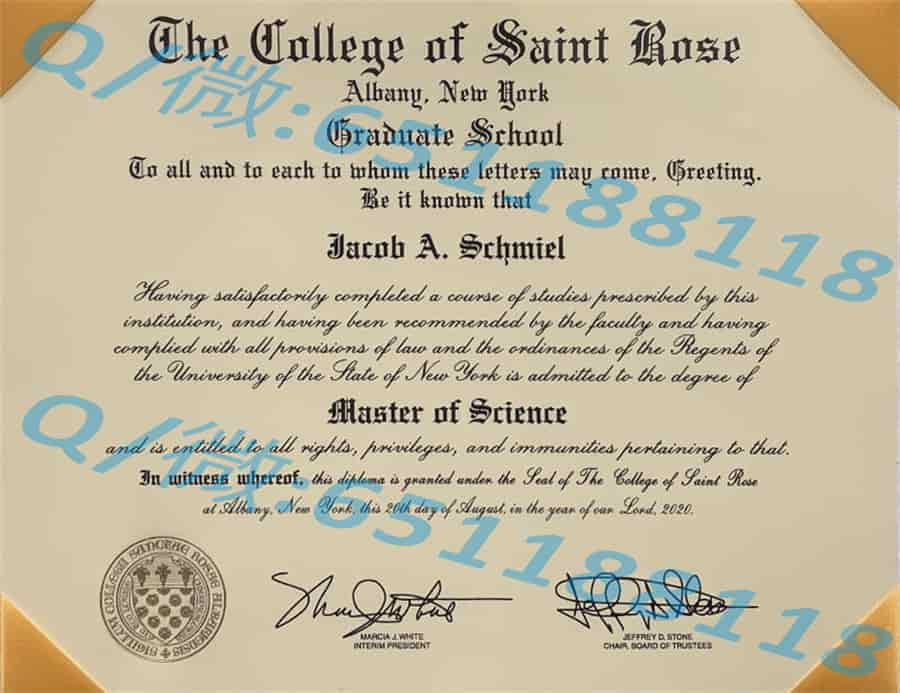 The College of Saint Rose
Albany, New York
Graduate School
To all and to each to whom these letters may come, Greeting.
Be it known that
Jacob A. Schmiel
Having satisfactorily completed a course of studies prescribed by this
institution, and having been recommended by the faculty and having
complied with all provisions of law and the ordinances of the Regents of
the University of the State of New York is admitted to the degree of
Master of Science
and is entitled to all rights, privileges, and immunities pertaining to that.
In witness whereof, this diploma is granted under the Seal of The College of Saint Rose
at Albany, New York, this 20th day of August, in the year of our Lord, 2020.
MARCIA J. WHITE
INTERIM PRESIDENT
JEFFREY D. STONE
CHAIR, BOARD OF TRUSTEES
Q/微:651188118
Q/微:651188118